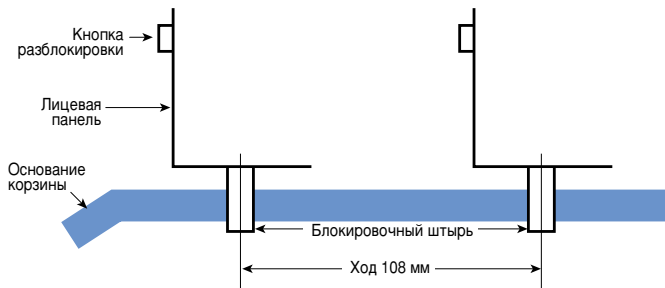 Кнопка
разблокировки
Лицевая
панель
Основание
корзины
Блокировочный штырь
Ход 108 мм